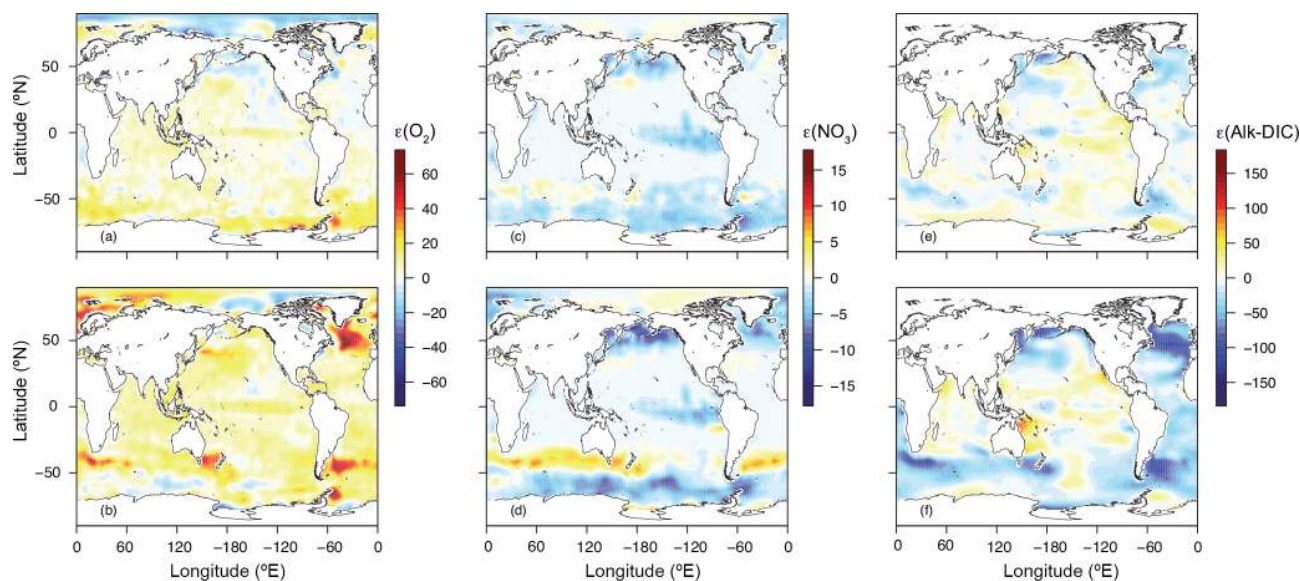 Latitude (ºN)
50
0
−50
(a)
(c)
(e)
ε(O₂)
60
40
20
0
−20
−40
−60
ε(NO₃)
15
10
5
0
−5
−10
−15
ε(Alk-DIC)
150
100
50
0
−50
−100
−150
Latitude (ºN)
50
0
−50
(b)
(d)
(f)
0 60 120 −180 −120 −60 0
0 60 120 −180 −120 −60 0
0 60 120 −180 −120 −60 0
Longitude (ºE)
Longitude (ºE)
Longitude (ºE)